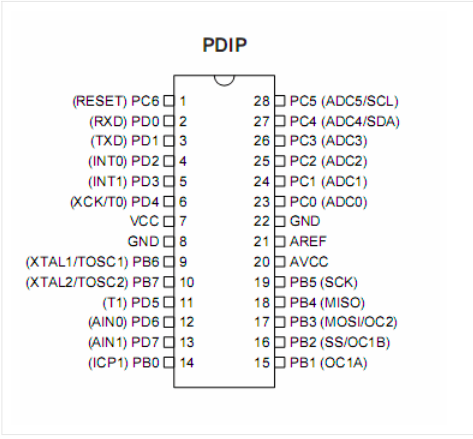 PDIP
(RESET) PC6 1 28 PC5 (ADC5/SCL)
(RXD) PD0 2 27 PC4 (ADC4/SDA)
(TXD) PD1 3 26 PC3 (ADC3)
(INT0) PD2 4 25 PC2 (ADC2)
(INT1) PD3 5 24 PC1 (ADC1)
(XCK/T0) PD4 6 23 PC0 (ADC0)
VCC 7 22 GND
GND 8 21 AREF
(XTAL1/TOSC1) PB6 9 20 AVCC
(XTAL2/TOSC2) PB7 10 19 PB5 (SCK)
(T1) PD5 11 18 PB4 (MISO)
(AIN0) PD6 12 17 PB3 (MOSI/OC2)
(AIN1) PD7 13 16 PB2 (SS/OC1B)
(ICP1) PB0 14 15 PB1 (OC1A)